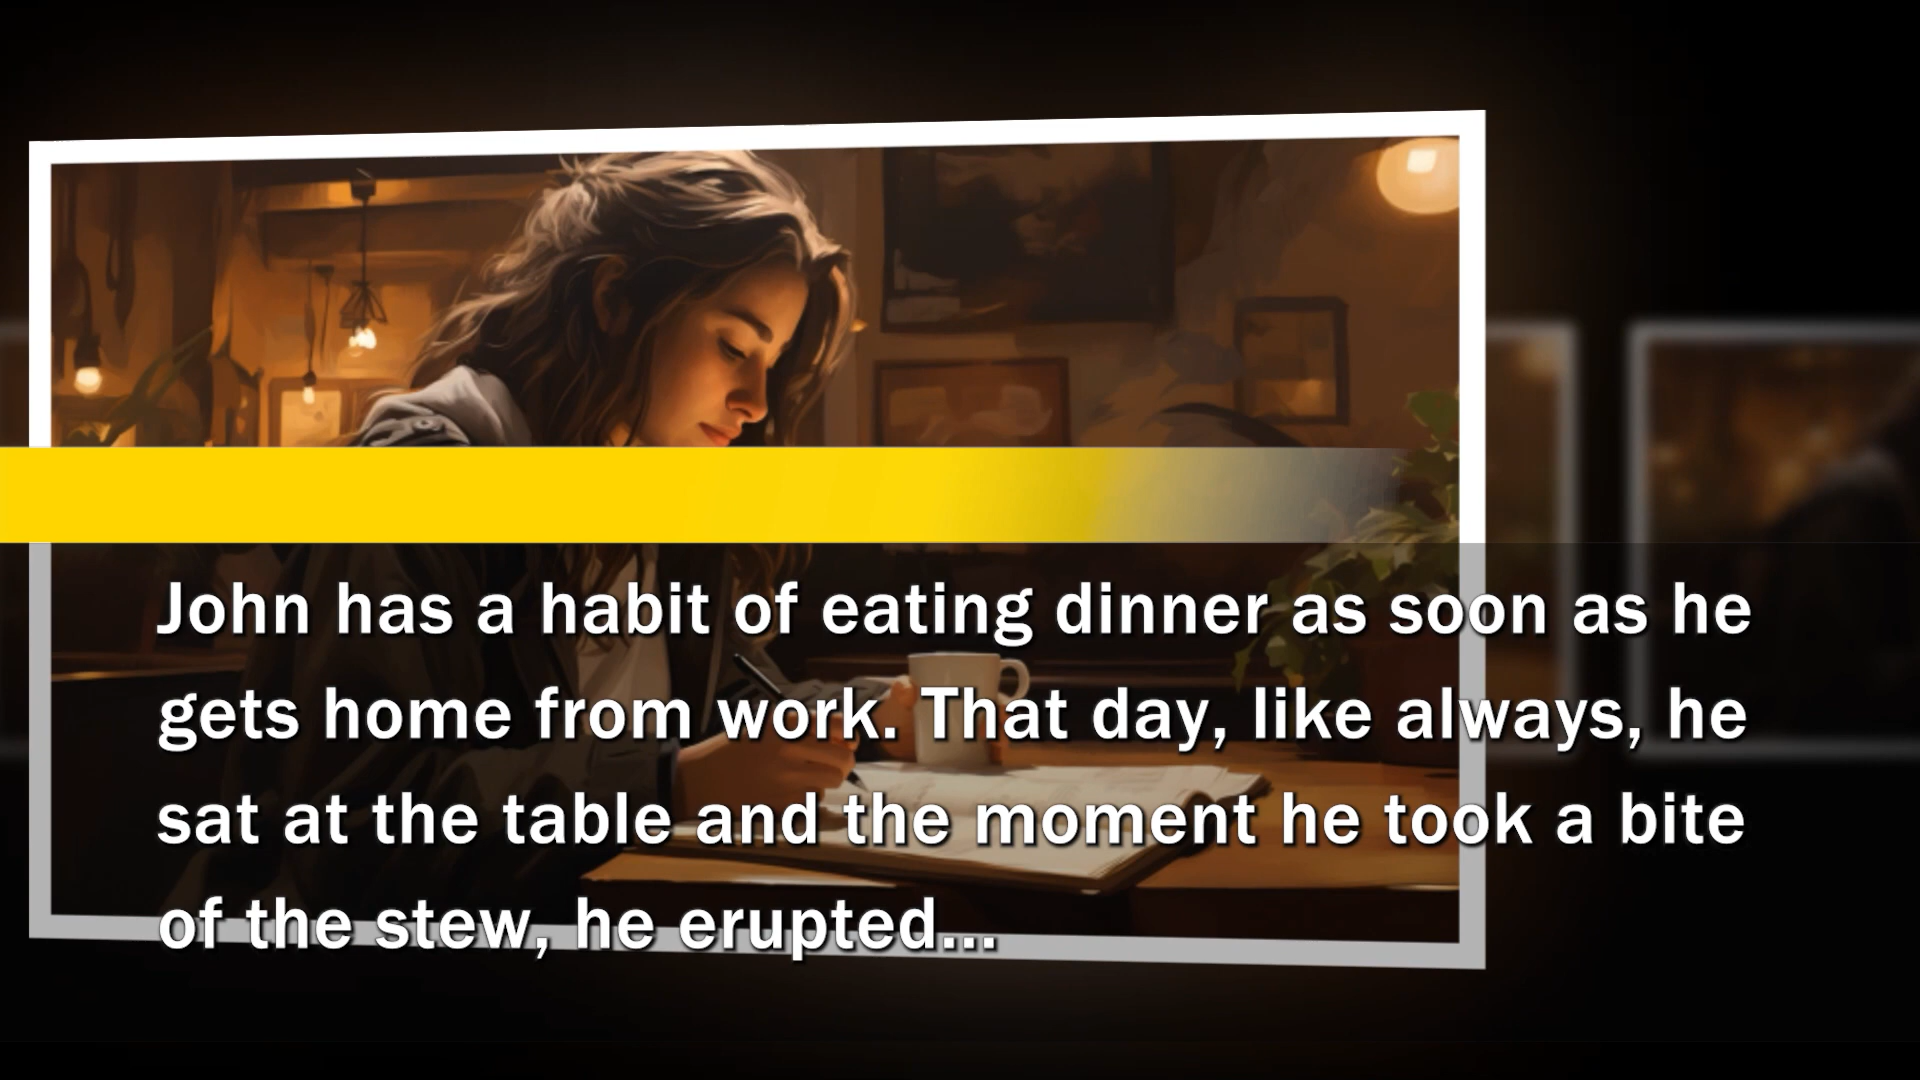 John has a habit of eating dinner as soon as he
gets home from work. That day, like always, he
sat at the table and the moment he took a bite
of the stew, he erupted...